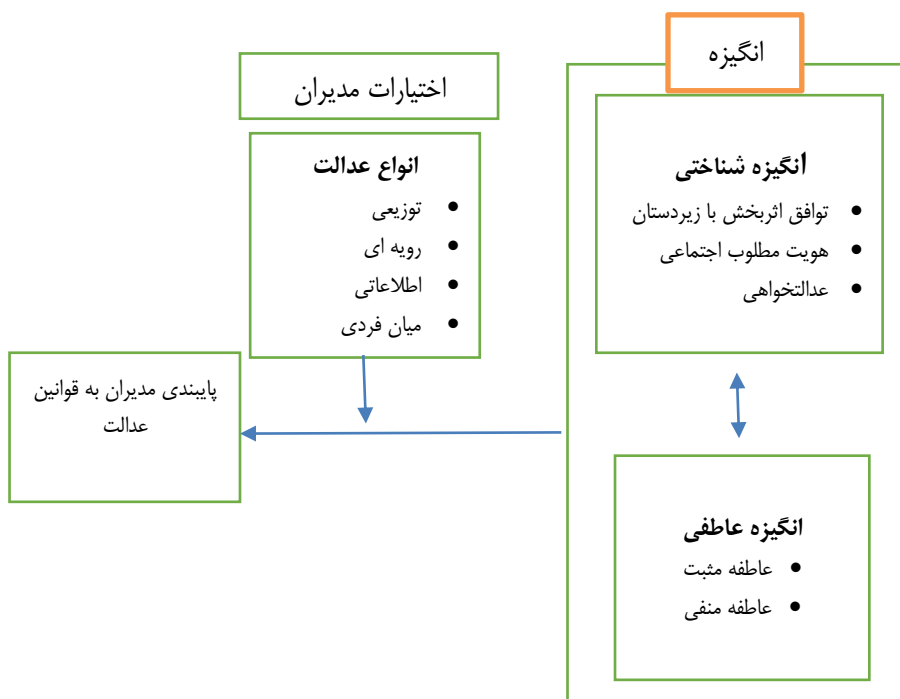 انگیزه
انگیزه شناختی
توافق اثربخش با زیردستان
هویت مطلوب اجتماعی
عدالتخواهی
انگیزه عاطفی
عاطفه مثبت
عاطفه منفی
اختیارات مدیران
انواع عدالت
توزیعی
رویه ای
اطلاعاتی
میان فردی
پایبندی مدیران به قوانین
عدالت